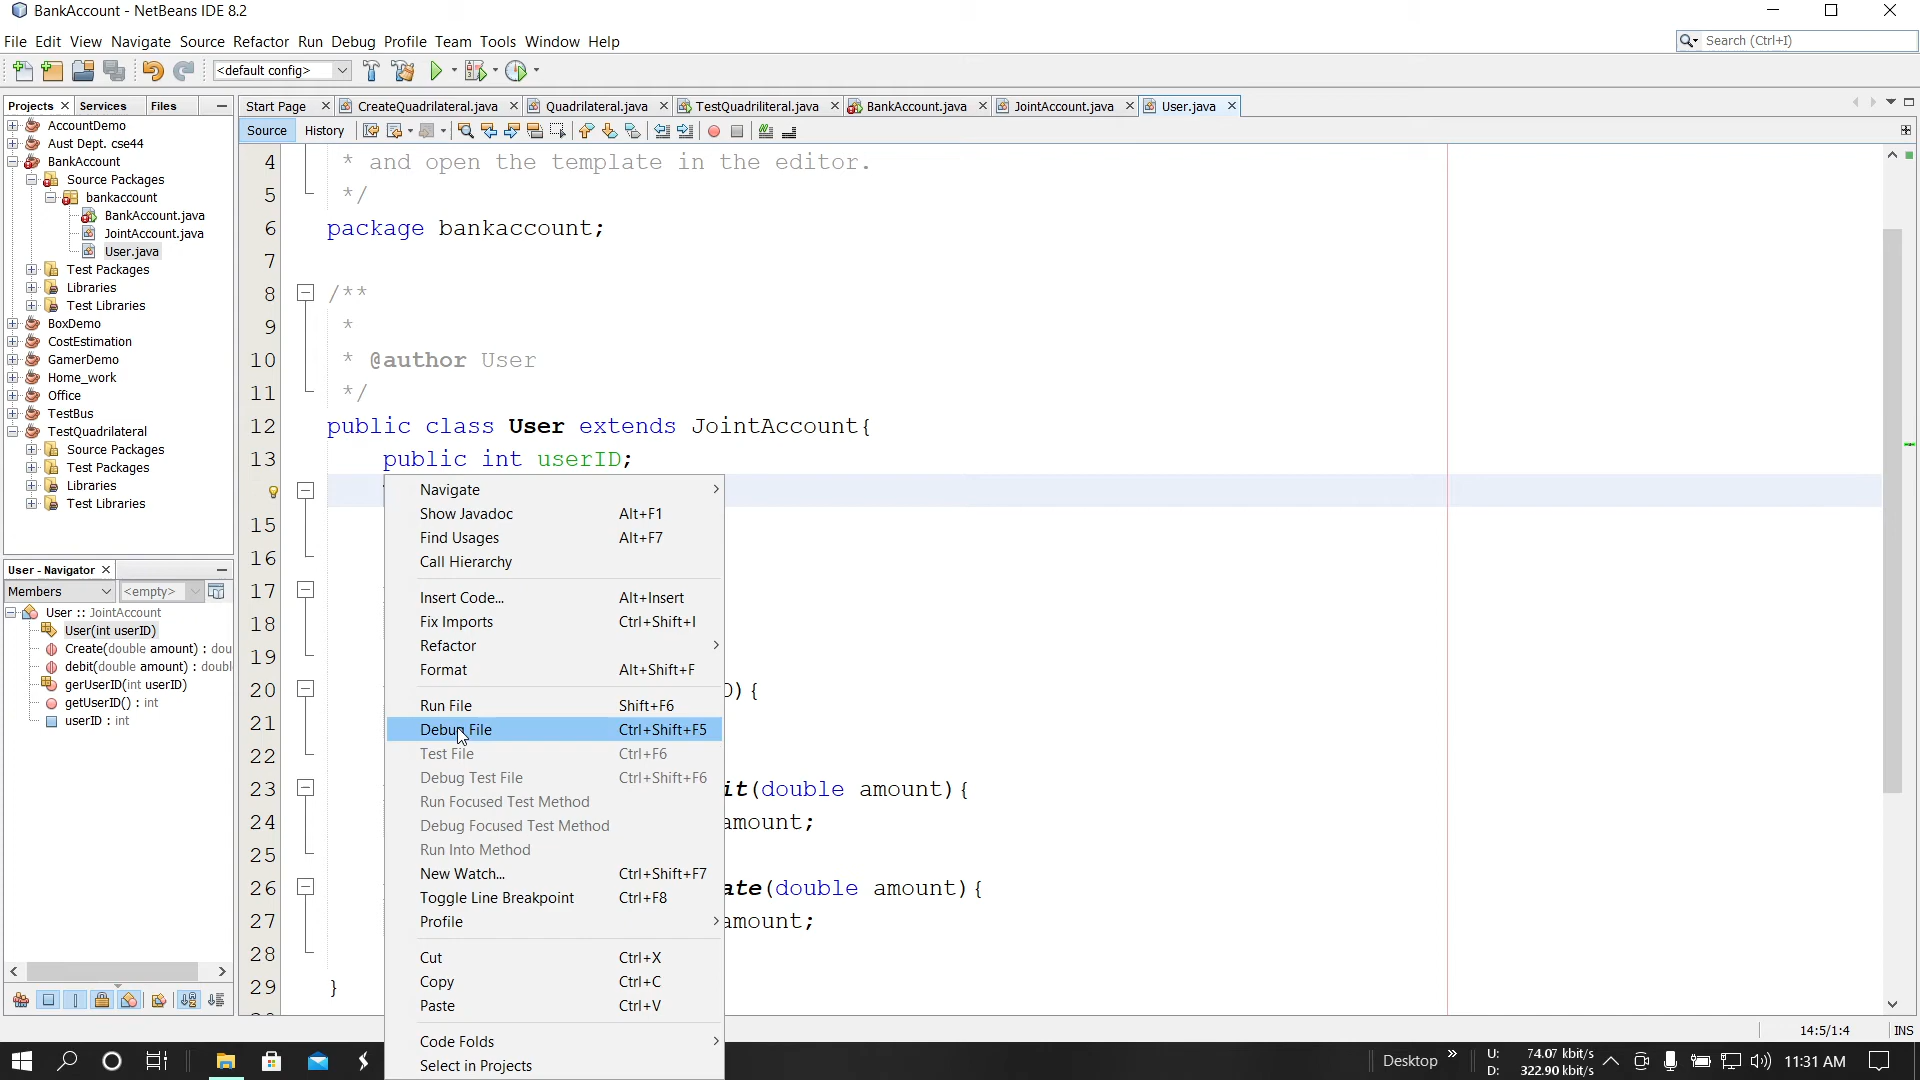 BankAccount - NetBeans IDE 8.2
File Edit View Navigate Source Refactor Run Debug Profile Team Tools Window Help
Search (Ctrl+I)
<default config>
Projects Services Files
Start Page CreateQuadrilateral.java Quadrilateral.java TestQuadriliteral.java BankAccount.java JointAccount.java User.java
Source History
AccountDemo
Aust Dept. cse44
BankAccount
Source Packages
bankaccount
BankAccount.java
JointAccount.java
User.java
Test Packages
Libraries
Test Libraries
BoxDemo
CostEstimation
GamerDemo
Home_work
Office
TestBus
TestQuadrilateral
Source Packages
Test Packages
Libraries
Test Libraries
User - Navigator
Members <empty>
User :: JointAccount
User(int userID)
Create(double amount) : dou
debit(double amount) : doubl
gerUserID(int userID)
getUserID() : int
userID : int
4 * and open the template in the editor.
5 */
6 package bankaccount;
7
8 /**
9 *
10 * @author User
11 */
12 public class User extends JointAccount{
13 public int userID;
15
16
17
18
19
20 ) {
21
22
23 it(double amount){
24 amount;
25
26 ate(double amount){
27 amount;
28
29 }
Navigate
Show Javadoc Alt+F1
Find Usages Alt+F7
Call Hierarchy
Insert Code... Alt+Insert
Fix Imports Ctrl+Shift+I
Refactor
Format Alt+Shift+F
Run File Shift+F6
Debug File Ctrl+Shift+F5
Test File Ctrl+F6
Debug Test File Ctrl+Shift+F6
Run Focused Test Method
Debug Focused Test Method
Run Into Method
New Watch... Ctrl+Shift+F7
Toggle Line Breakpoint Ctrl+F8
Profile
Cut Ctrl+X
Copy Ctrl+C
Paste Ctrl+V
Code Folds
Select in Projects
14:5/1:4 INS
Desktop
U: 74.07 kbit/s
D: 322.90 kbit/s
11:31 AM